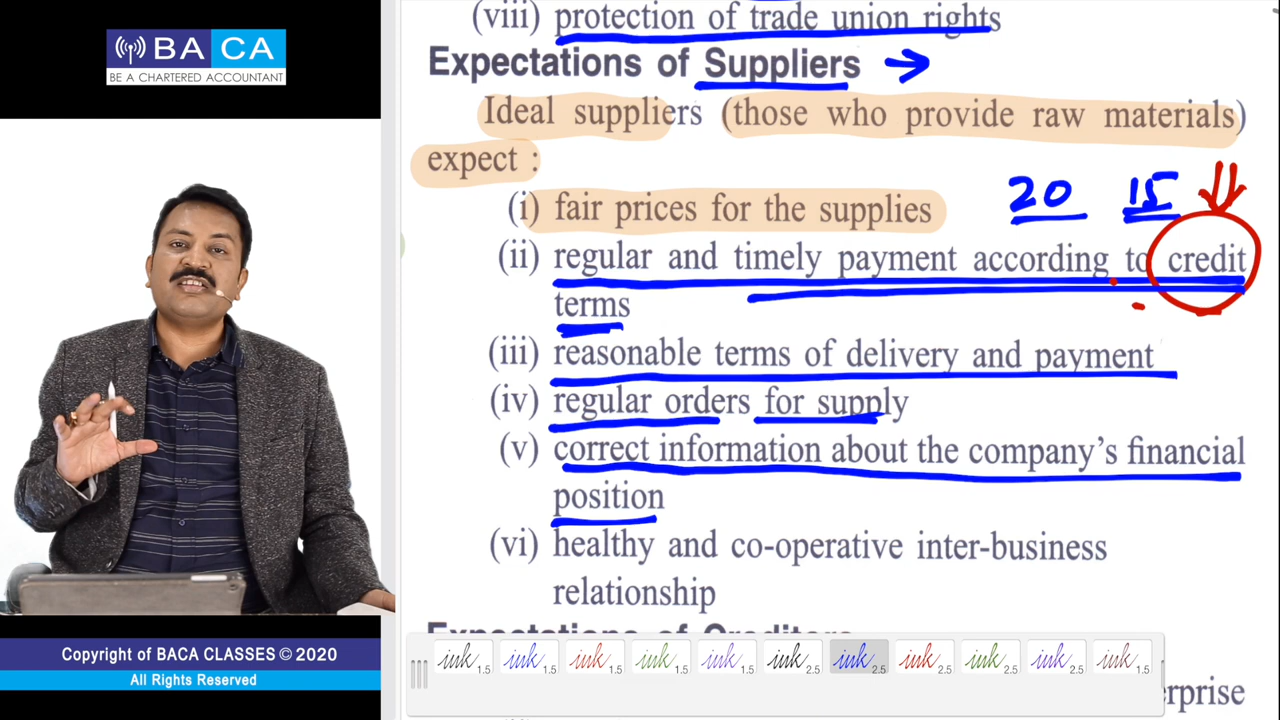 BACA
BE A CHARTERED ACCOUNTANT
(viii) protection of trade union rights
Expectations of Suppliers →
Ideal suppliers (those who provide raw materials)
expect :
20 15
(i) fair prices for the supplies
(ii) regular and timely payment according to credit
terms
(iii) reasonable terms of delivery and payment
(iv) regular orders for supply
(v) correct information about the company's financial
position
(vi) healthy and co-operative inter-business
relationship
Expectations of Creditors
ink 1.5 ink 1.5 ink 1.5 ink 1.5 ink 1.5 ink 2.5 ink 2.5 ink 2.5 ink 2.5 ink 2.5 ink 1.5
erprise
Copyright of BACA CLASSES © 2020
All Rights Reserved